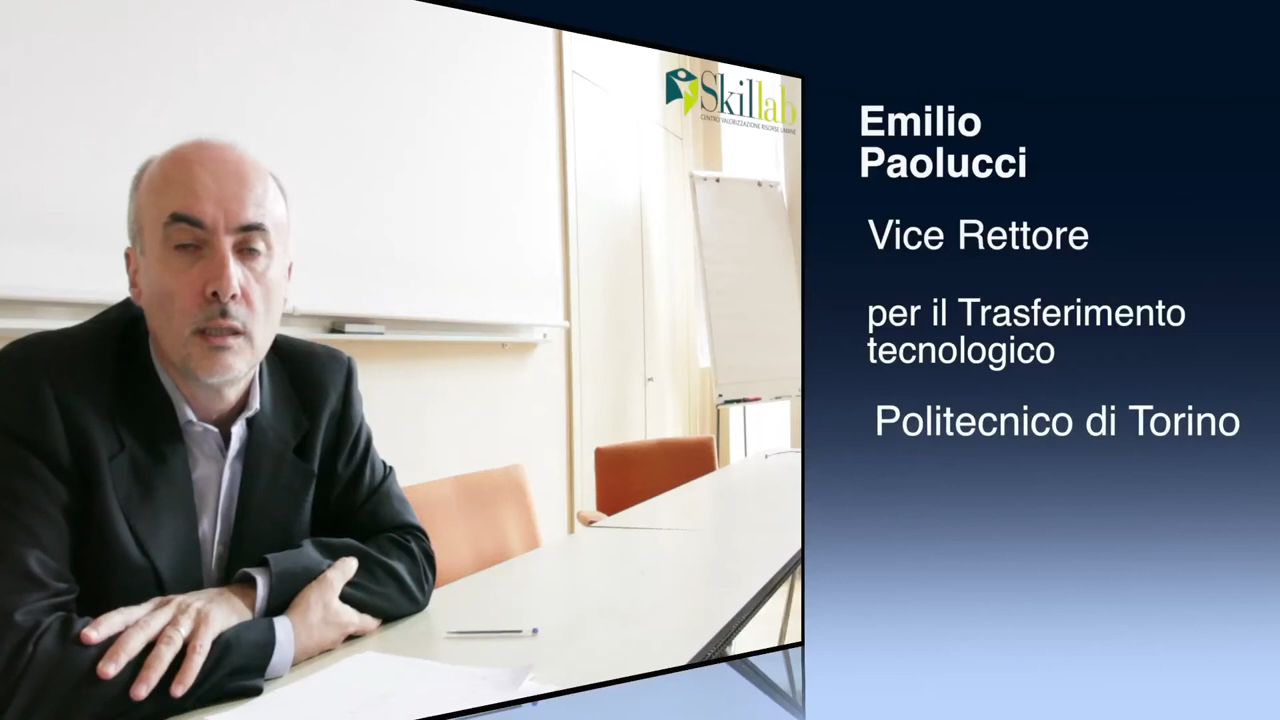 Skillab
CENTRO VALORIZZAZIONE RISORSE UMANE
Emilio
Paolucci
Vice Rettore
per il Trasferimento
tecnologico
Politecnico di Torino